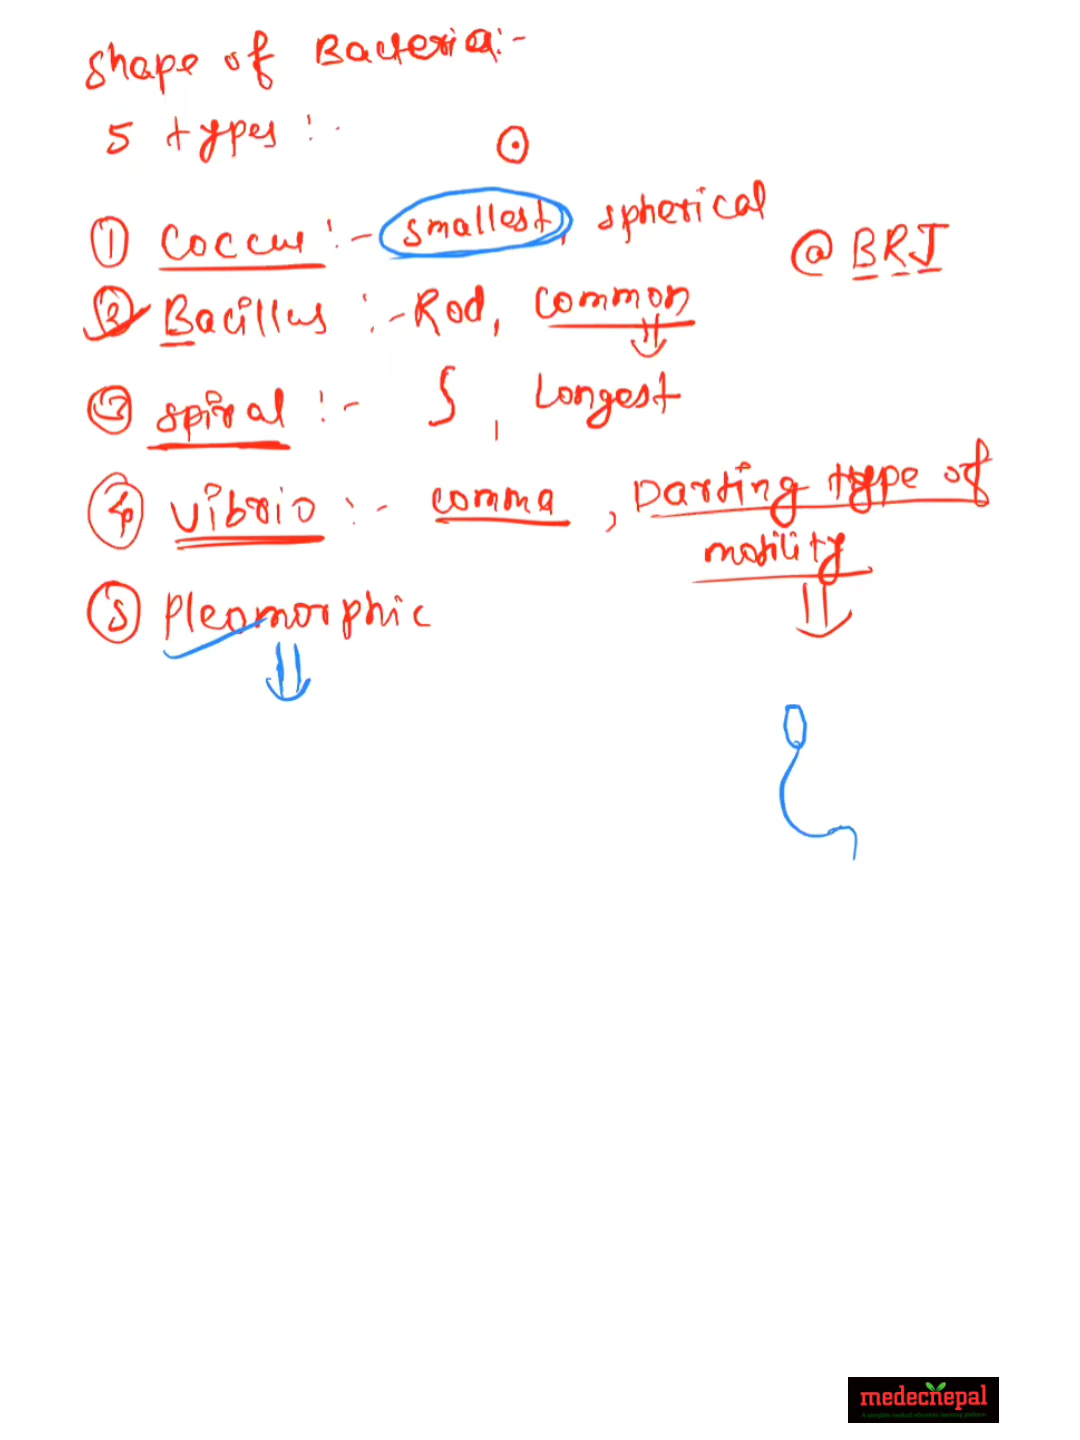 Shape of Bacteria:-
5 types :-
① Coccus :- smallest, spherical
@ BRJ
② Bacillus :- Rod, common
③ spiral :- , Longest
④ Vibrio :- comma, Darting type of
motility
⑤ Pleomorphic
medecnepal